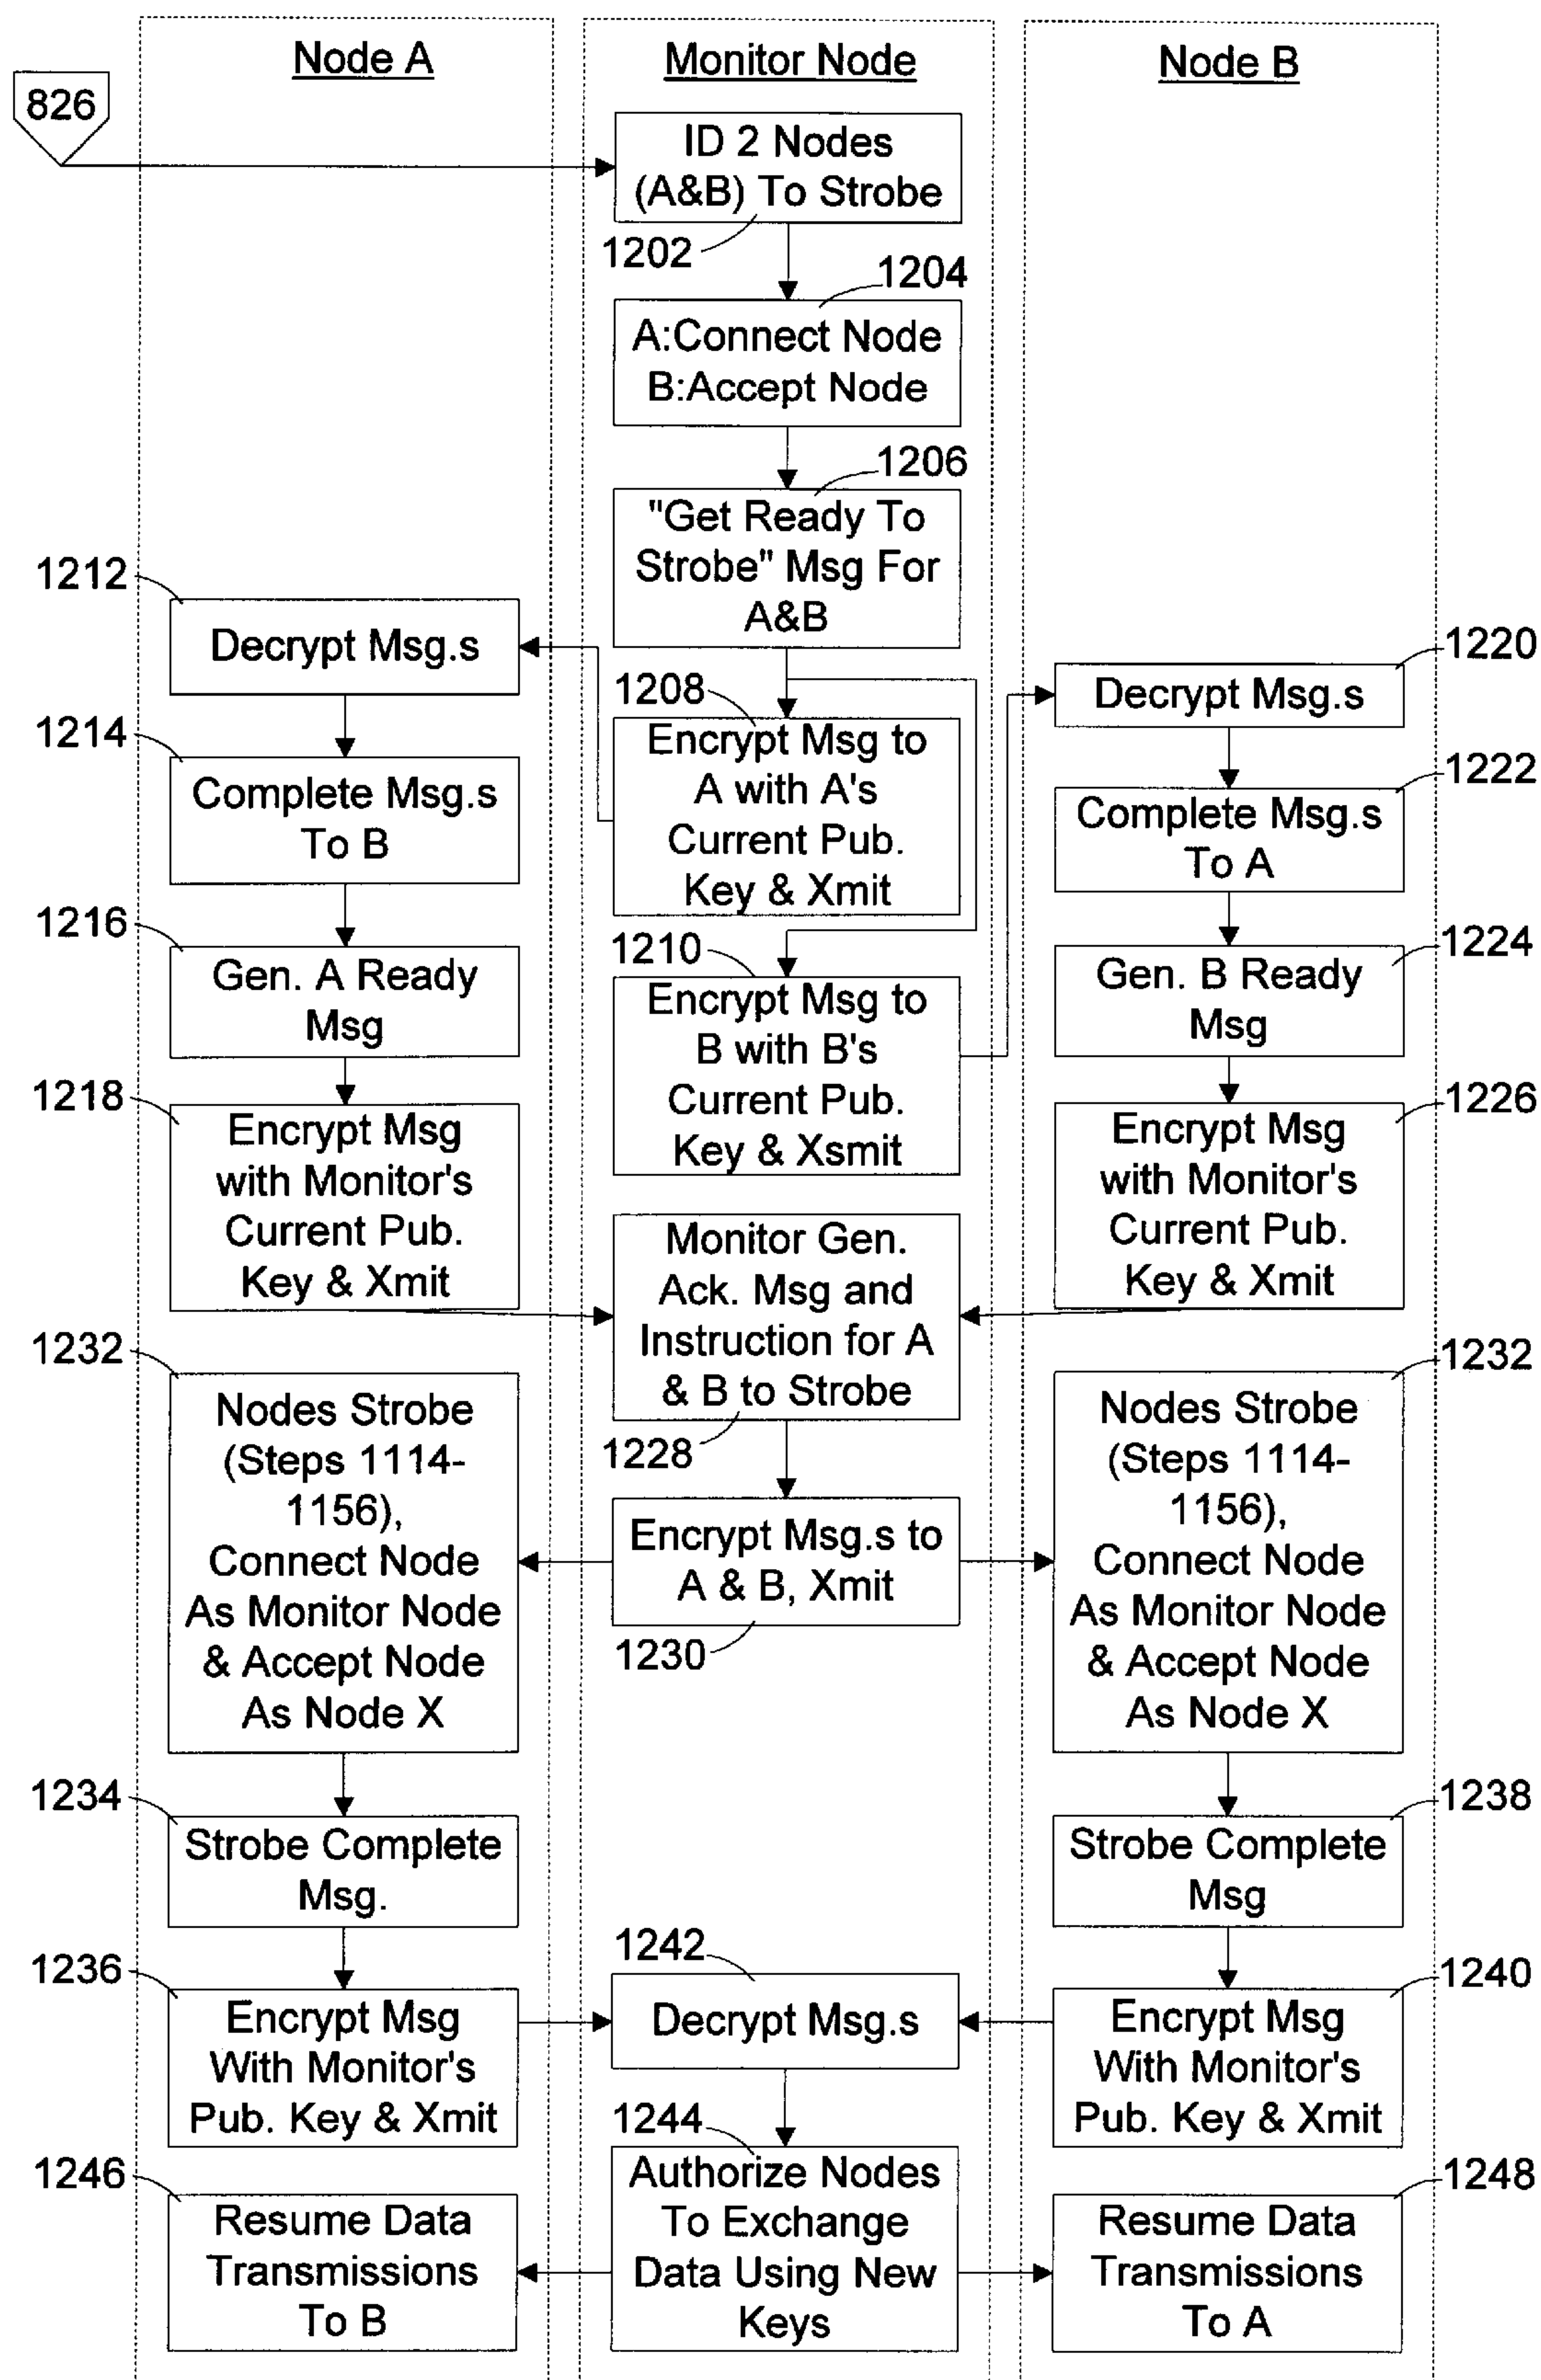 Node A
Monitor Node
Node B
826
ID 2 Nodes
(A&B) To Strobe
1202
1204
A:Connect Node
B:Accept Node
1206
"Get Ready To
Strobe" Msg For
A&B
1212
Decrypt Msg.s
1208
Encrypt Msg to
A with A's
Current Pub.
Key & Xmit
1220
Decrypt Msg.s
1214
Complete Msg.s
To B
1222
Complete Msg.s
To A
1216
Gen. A Ready
Msg
1210
Encrypt Msg to
B with B's
Current Pub.
Key & Xsmit
1224
Gen. B Ready
Msg
1218
Encrypt Msg
with Monitor's
Current Pub.
Key & Xmit
1226
Encrypt Msg
with Monitor's
Current Pub.
Key & Xmit
Monitor Gen.
Ack. Msg and
Instruction for A
& B to Strobe
1228
1232
Nodes Strobe
(Steps 1114-
1156),
Connect Node
As Monitor Node
& Accept Node
As Node X
Encrypt Msg.s to
A & B, Xmit
1230
1232
Nodes Strobe
(Steps 1114-
1156),
Connect Node
As Monitor Node
& Accept Node
As Node X
1234
Strobe Complete
Msg.
1238
Strobe Complete
Msg
1236
Encrypt Msg
With Monitor's
Pub. Key & Xmit
1242
Decrypt Msg.s
1240
Encrypt Msg
With Monitor's
Pub. Key & Xmit
1244
Authorize Nodes
To Exchange
Data Using New
Keys
1246
Resume Data
Transmissions
To B
1248
Resume Data
Transmissions
To A